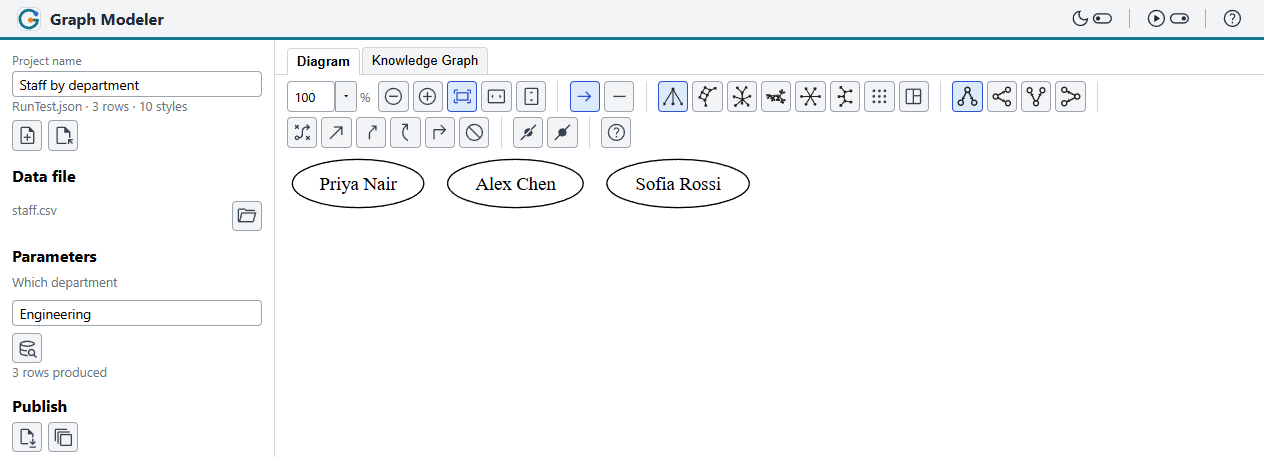 Graph Modeler
Project name
Staff by department
RunTest.json · 3 rows · 10 styles
Data file
staff.csv
Parameters
Which department
Engineering
3 rows produced
Publish
Diagram
Knowledge Graph
100 %
Priya Nair
Alex Chen
Sofia Rossi